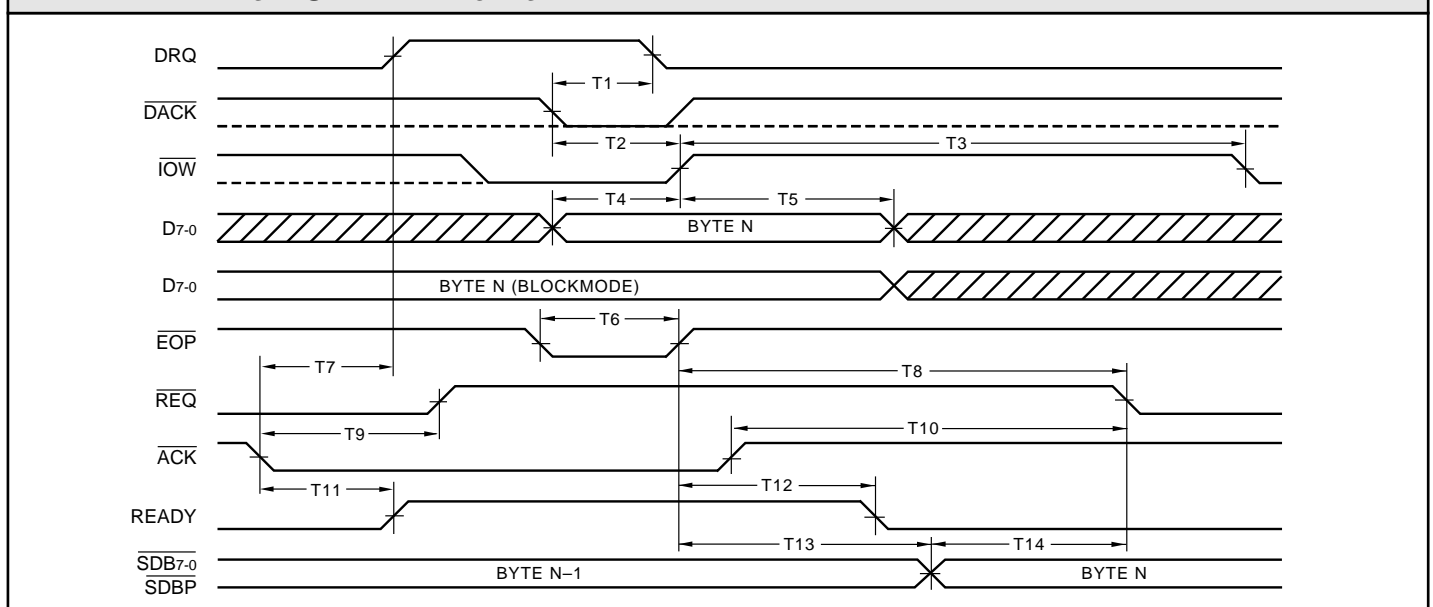 DRQ
T1
DACK
T2
T3
IOW
T4
T5
D7-0
BYTE N
D7-0
BYTE N (BLOCKMODE)
T6
EOP
T7
T8
REQ
T9
T10
ACK
T11
T12
READY
T13
T14
SDB7-0
SDBP
BYTE N–1
BYTE N